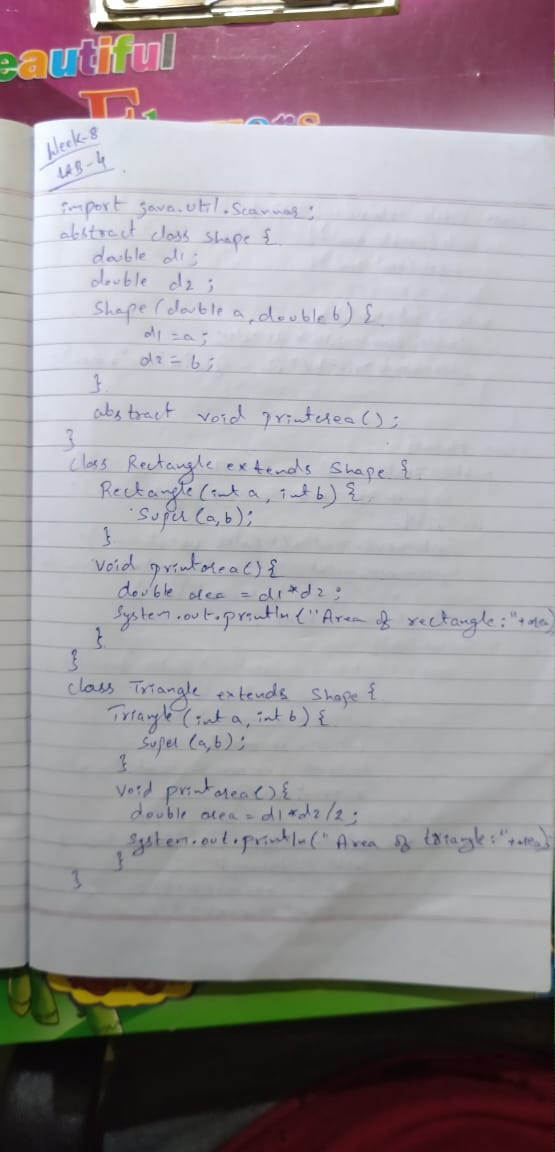 eautiful
Week-8
LAB-4
import java.util.Scanner;
abstract class Shape {
double d1;
double d2;
Shape(double a, double b) {
d1 = a;
d2 = b;
}
abstract void printarea();
}
class Rectangle extends Shape {
Rectangle(int a, int b) {
super(a,b);
}
void printarea() {
double area = d1*d2;
System.out.println("Area of rectangle:"+area)
}
}
class Triangle extends Shape {
Triangle(int a, int b) {
super(a,b);
}
void printarea() {
double area = d1*d2/2;
System.out.println("Area of triangle:"+area)
}
}